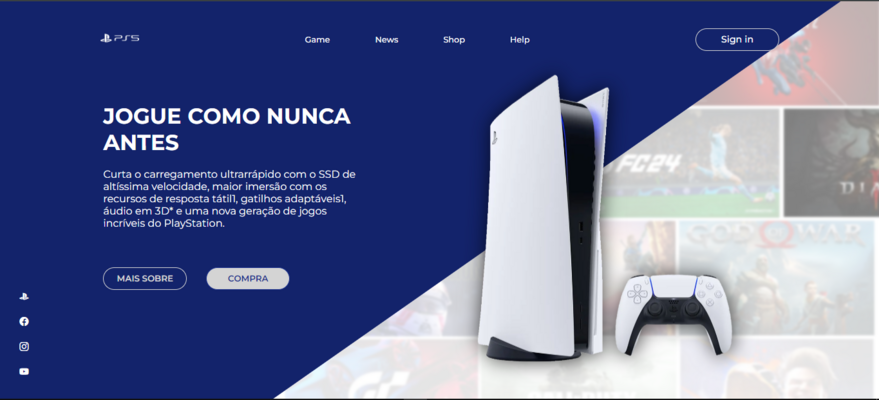 PS5
Game
News
Shop
Help
Sign in
JOGUE COMO NUNCA
ANTES
Curta o carregamento ultrarrápido com o SSD de
altíssima velocidade, maior imersão com os
recursos de resposta tátil1, gatilhos adaptáveis1,
áudio em 3D* e uma nova geração de jogos
incríveis do PlayStation.
MAIS SOBRE
COMPRA
FC24
GOD WAR